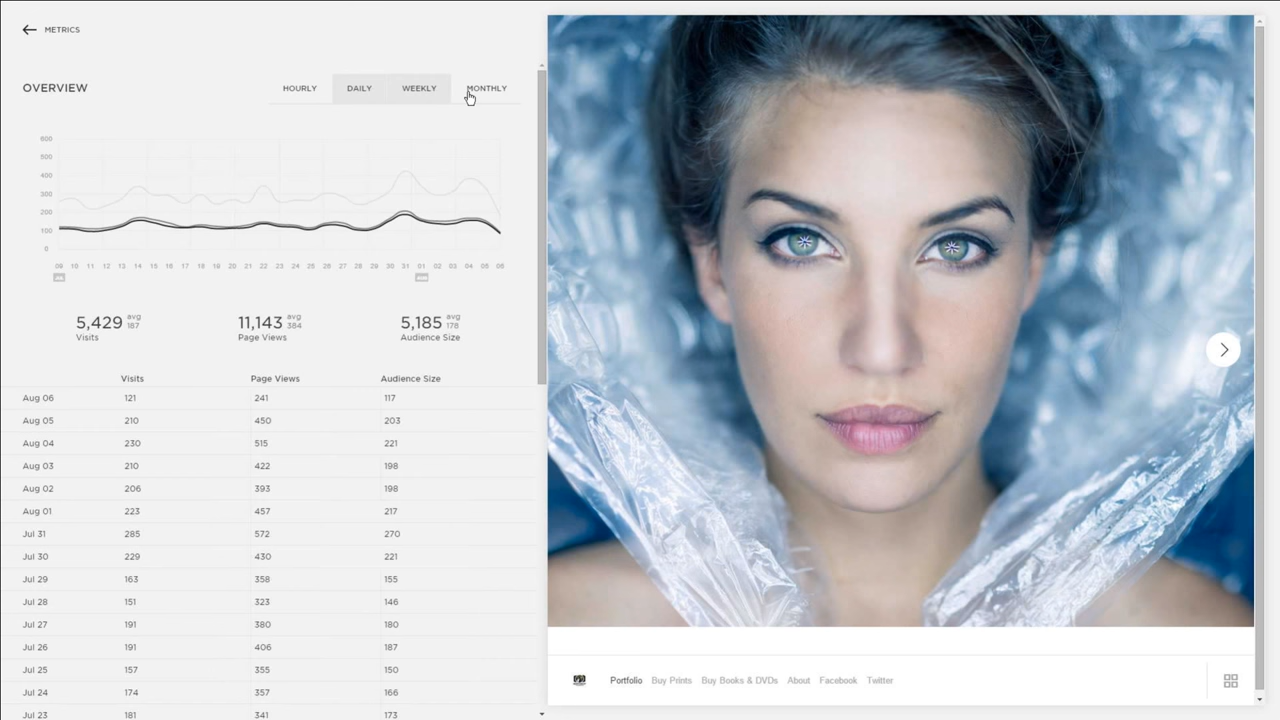 METRICS
OVERVIEW
HOURLY DAILY WEEKLY MONTHLY
600
500
400
300
200
100
0
09 10 11 12 13 14 15 16 17 18 19 20 21 22 23 24 25 26 27 28 29 30 31 01 02 03 04 05 06
5,429 avg 187
Visits
11,143 avg 384
Page Views
5,185 avg 178
Audience Size
Visits Page Views Audience Size
Aug 06 121 241 117
Aug 05 210 450 203
Aug 04 230 515 221
Aug 03 210 422 198
Aug 02 206 393 198
Aug 01 223 457 217
Jul 31 285 572 270
Jul 30 229 430 221
Jul 29 163 358 155
Jul 28 151 323 146
Jul 27 191 380 180
Jul 26 191 406 187
Jul 25 157 355 150
Jul 24 174 357 166
Jul 23 181 341 173
Portfolio Buy Prints Buy Books & DVDs About Facebook Twitter